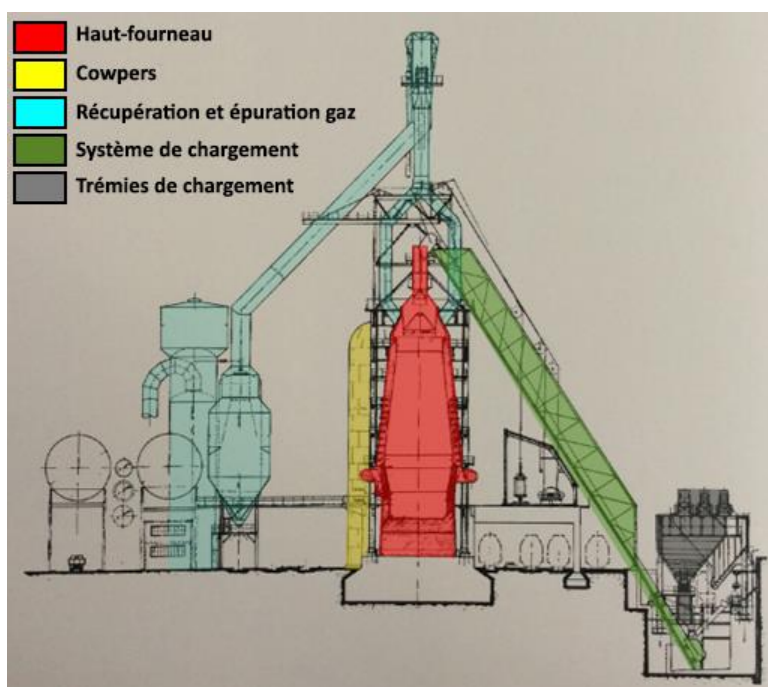 Haut-fourneau
Cowpers
Récupération et épuration gaz
Système de chargement
Trémies de chargement